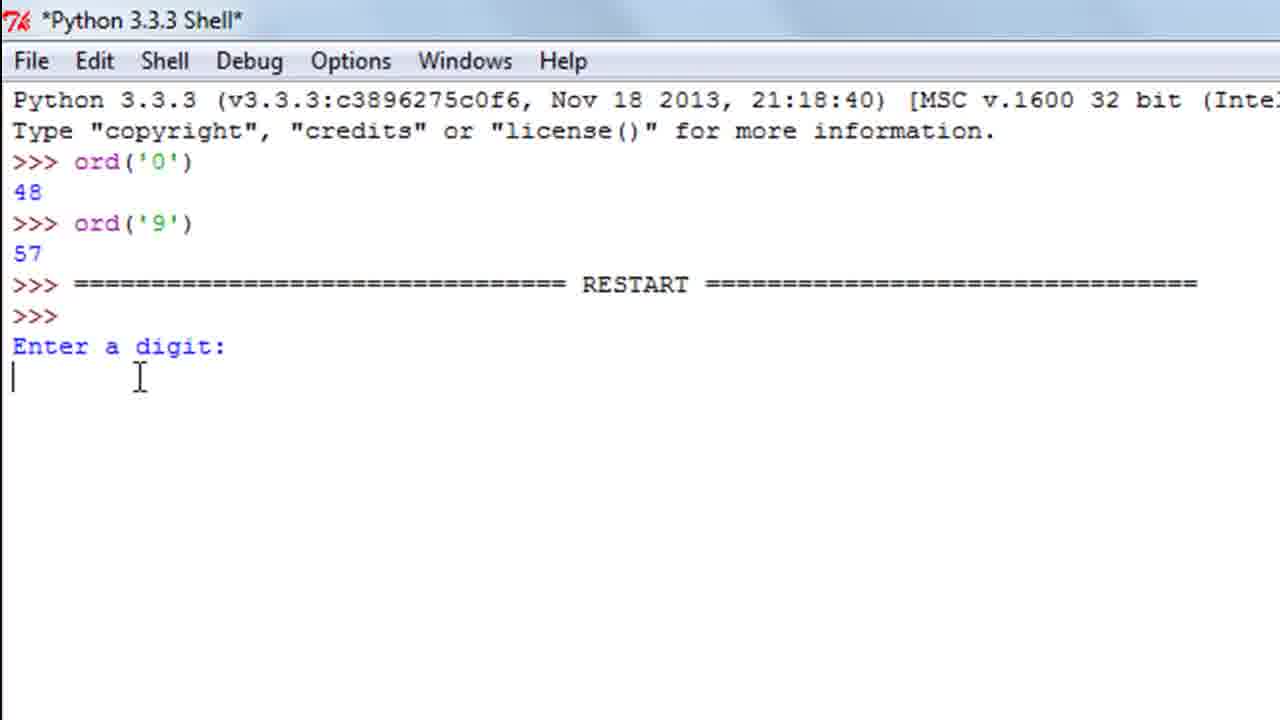 *Python 3.3.3 Shell*
File Edit Shell Debug Options Windows Help
Python 3.3.3 (v3.3.3:c3896275c0f6, Nov 18 2013, 21:18:40) [MSC v.1600 32 bit (Intel
Type "copyright", "credits" or "license()" for more information.
>>> ord('0')
48
>>> ord('9')
57
>>> ================================ RESTART ================================
>>>
Enter a digit: